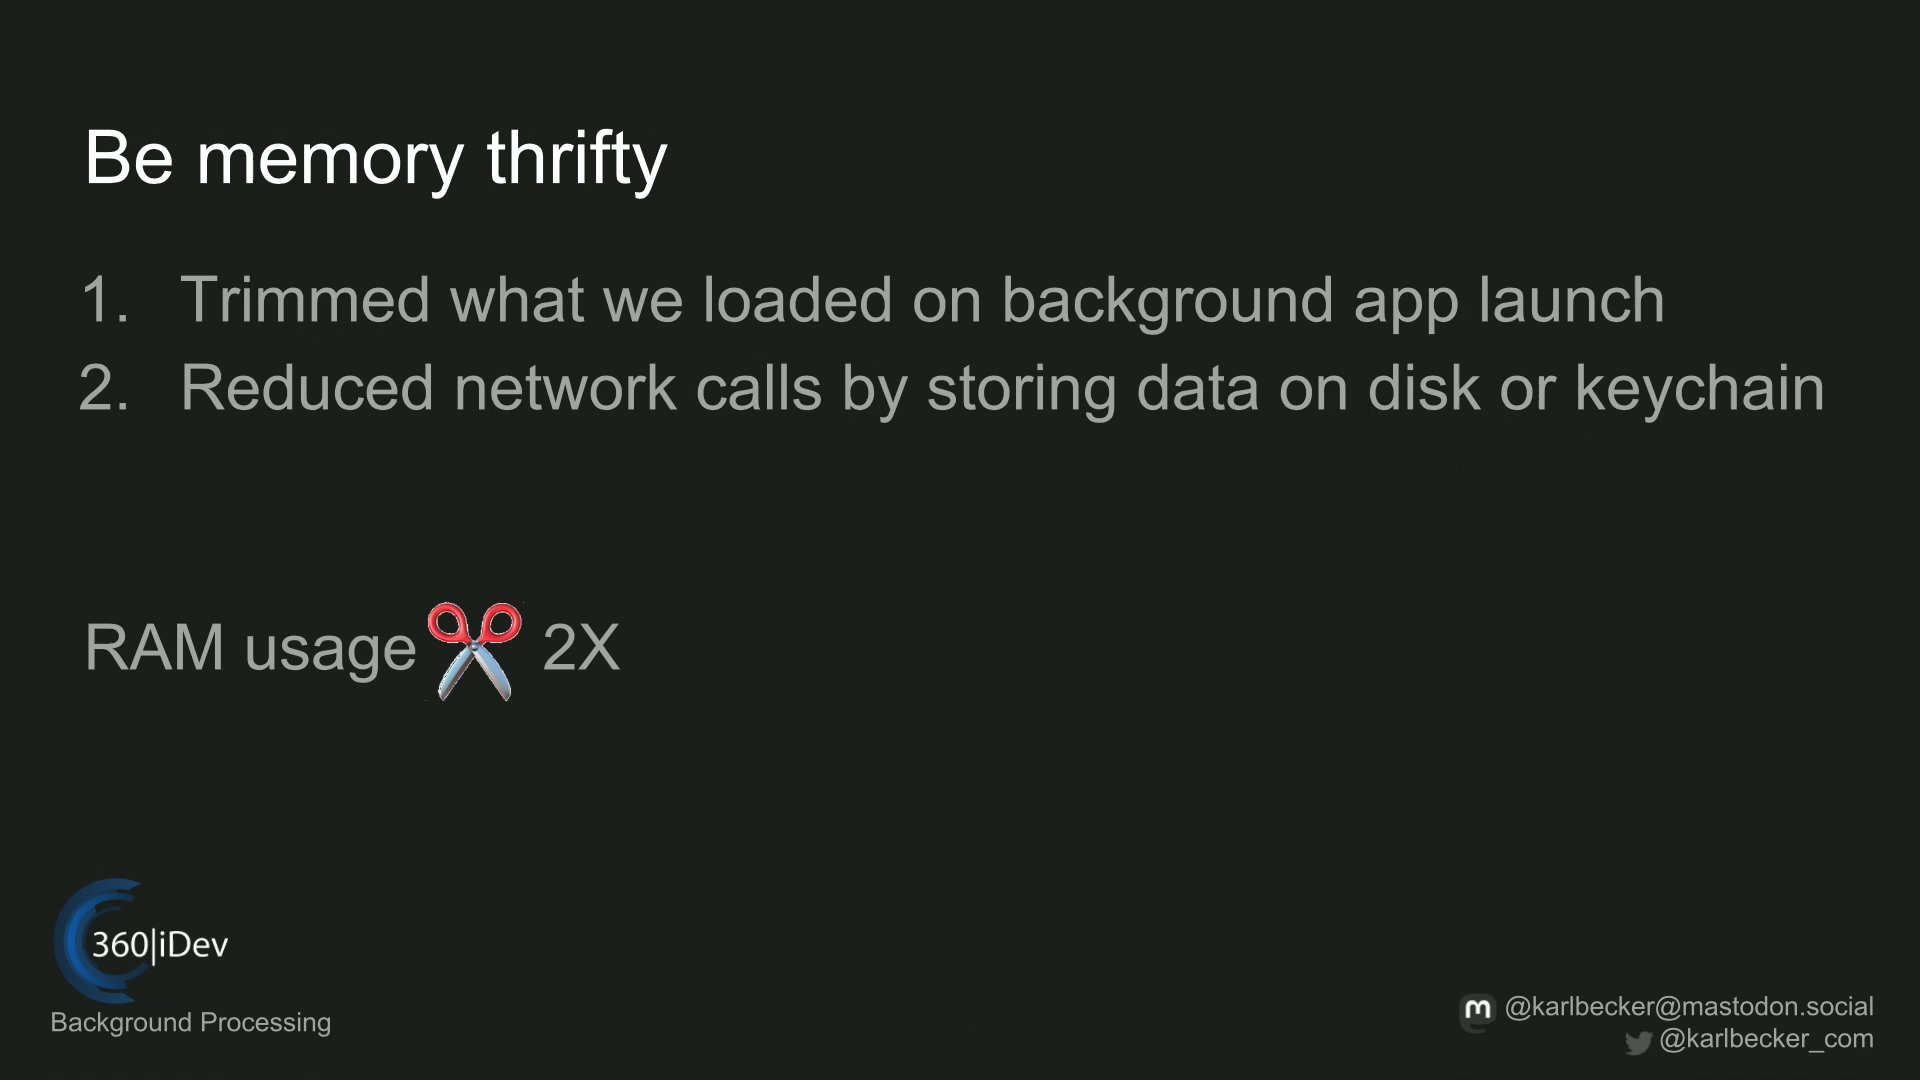 Be memory thrifty
1. Trimmed what we loaded on background app launch
2. Reduced network calls by storing data on disk or keychain
RAM usage 2X
360|iDev
Background Processing
m @karlbecker@mastodon.social
@karlbecker_com